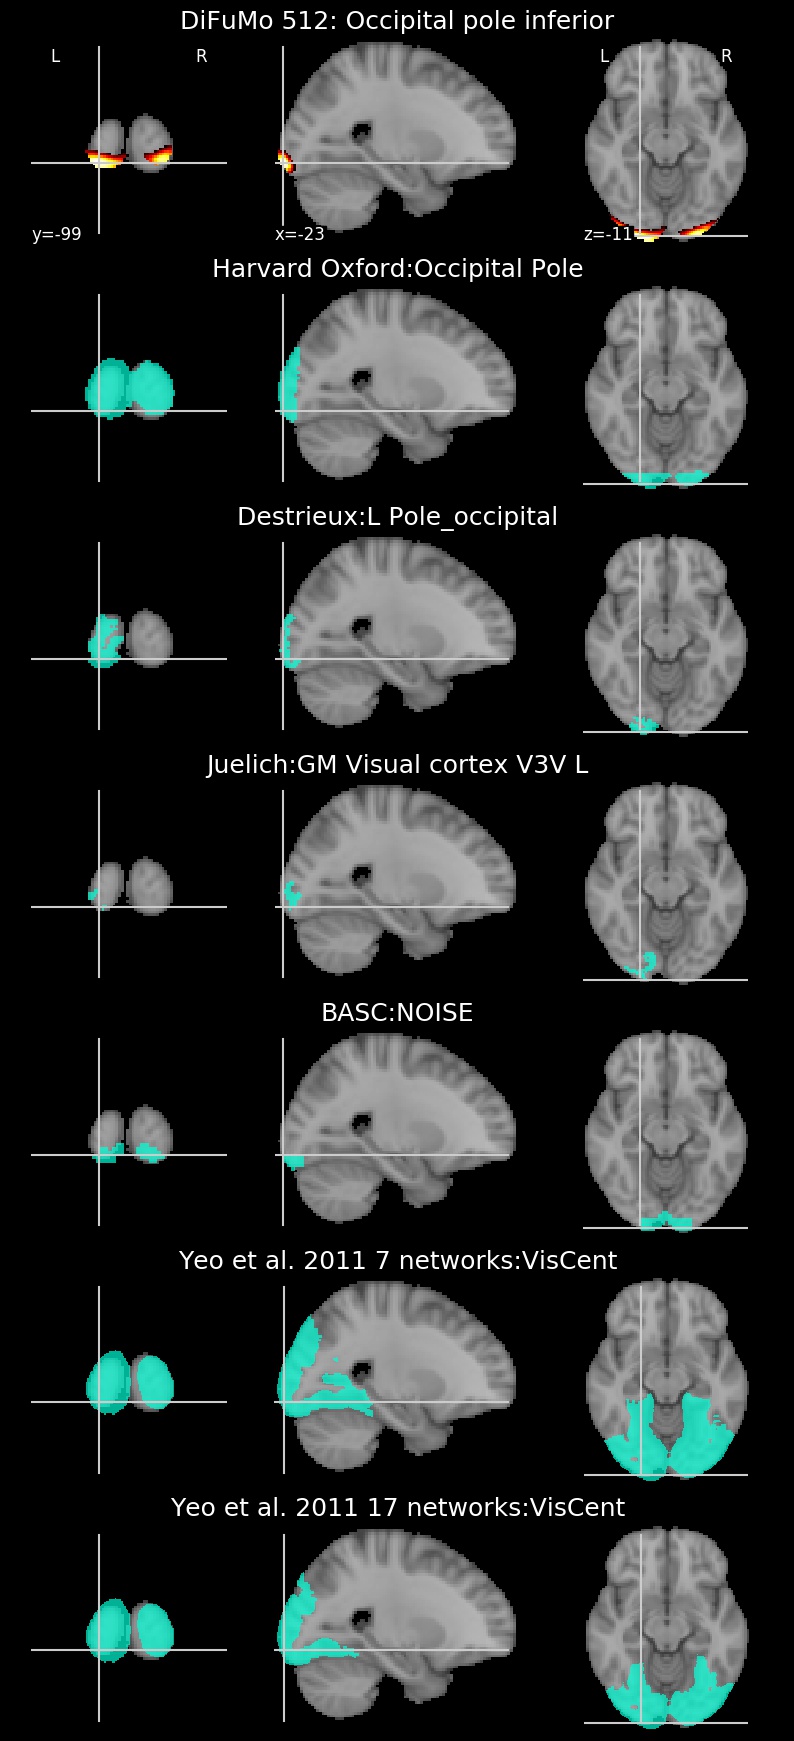 DiFuMo 512: Occipital pole inferior
L R L R
y=-99 x=-23 z=-11
Harvard Oxford:Occipital Pole
Destrieux:L Pole_occipital
Juelich:GM Visual cortex V3V L
BASC:NOISE
Yeo et al. 2011 7 networks:VisCent
Yeo et al. 2011 17 networks:VisCent